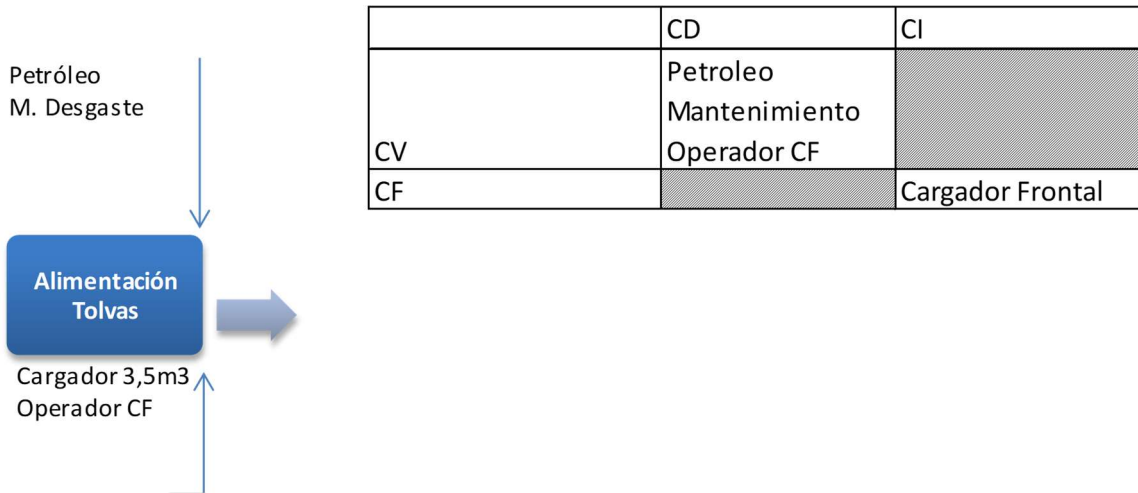 Petróleo
M. Desgaste
Alimentación
Tolvas
Cargador 3,5m3
Operador CF
CD CI
Petroleo
Mantenimiento
CV Operador CF
CF Cargador Frontal